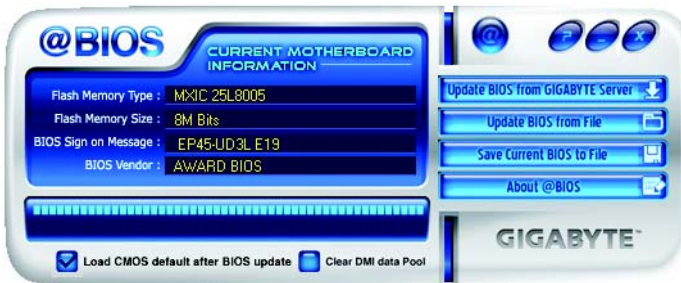 @BIOS
CURRENT MOTHERBOARD
INFORMATION
Flash Memory Type : MXIC 25L8005
Flash Memory Size : 8M Bits
BIOS Sign on Message : EP45-UD3L E19
BIOS Vendor : AWARD BIOS
Load CMOS default after BIOS update
Clear DMI data Pool
@
? – X
Update BIOS from GIGABYTE Server
Update BIOS from File
Save Current BIOS to File
About @BIOS
GIGABYTE™